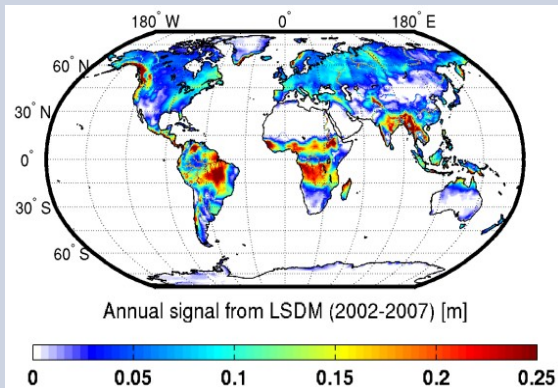 180° W 0° 180° E
60° N
30° N
0°
30° S
60° S
Annual signal from LSDM (2002-2007) [m]
0 0.05 0.1 0.15 0.2 0.25